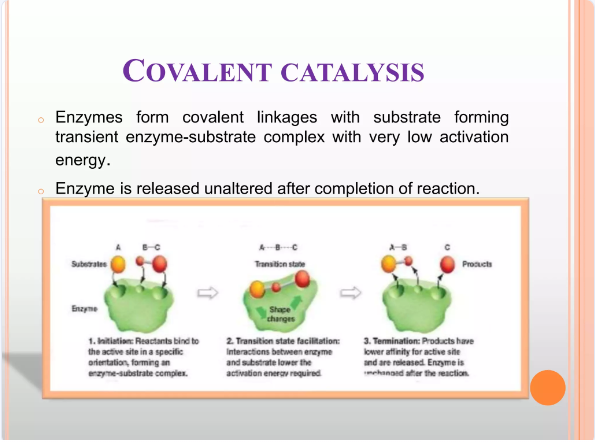 COVALENT CATALYSIS
Enzymes form covalent linkages with substrate forming
transient enzyme-substrate complex with very low activation
energy.
Enzyme is released unaltered after completion of reaction.
A B—C
Substrates
Enzyme
1. Initiation: Reactants bind to
the active site in a specific
orientation, forming an
enzyme-substrate complex.
A---B---C
Transition state
Shape
changes
2. Transition state facilitation:
Interactions between enzyme
and substrate lower the
activation energy required.
A—B C
Products
3. Termination: Products have
lower affinity for active site
and are released. Enzyme is
unchanged after the reaction.